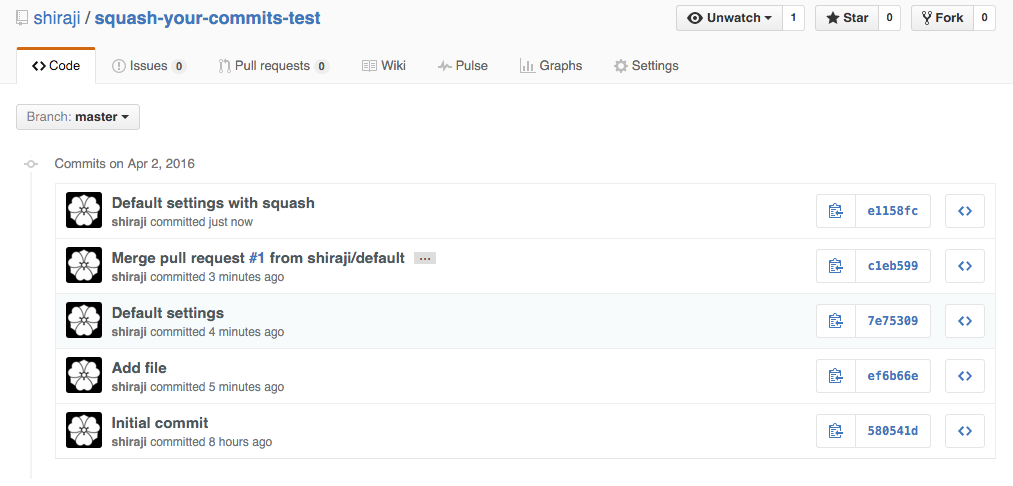 shiraji / squash-your-commits-test
Unwatch 1 Star 0 Fork 0
Code Issues 0 Pull requests 0 Wiki Pulse Graphs Settings
Branch: master
Commits on Apr 2, 2016
Default settings with squash
shiraji committed just now
e1158fc
Merge pull request #1 from shiraji/default …
shiraji committed 3 minutes ago
c1eb599
Default settings
shiraji committed 4 minutes ago
7e75309
Add file
shiraji committed 5 minutes ago
ef6b66e
Initial commit
shiraji committed 8 hours ago
580541d